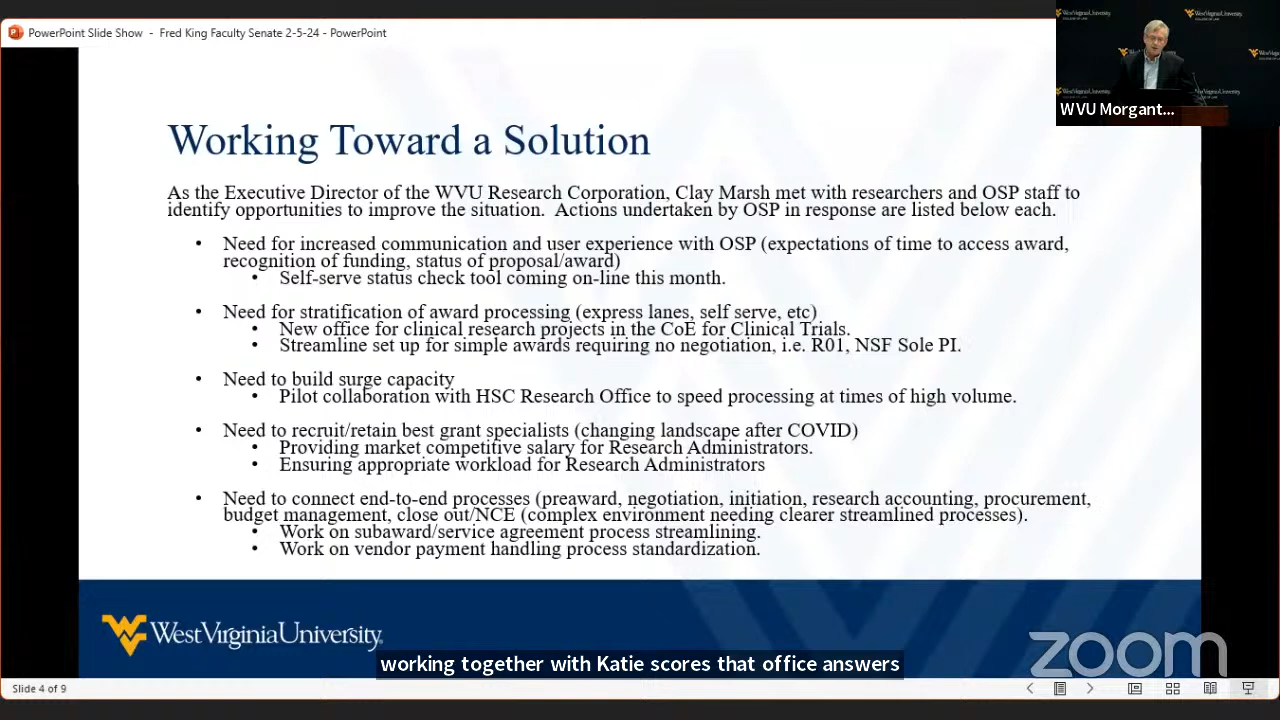 PowerPoint Slide Show - Fred King Faculty Senate 2-5-24 - PowerPoint
WestVirginiaUniversity
WestVirginiaUniversity
WestVirginiaUniversity
WestVirginiaUniversity
WVU Morgant...
Working Toward a Solution
As the Executive Director of the WVU Research Corporation, Clay Marsh met with researchers and OSP staff to
identify opportunities to improve the situation. Actions undertaken by OSP in response are listed below each.
• Need for increased communication and user experience with OSP (expectations of time to access award,
recognition of funding, status of proposal/award)
• Self-serve status check tool coming on-line this month.
• Need for stratification of award processing (express lanes, self serve, etc)
• New office for clinical research projects in the CoE for Clinical Trials.
• Streamline set up for simple awards requiring no negotiation, i.e. R01, NSF Sole PI.
• Need to build surge capacity
• Pilot collaboration with HSC Research Office to speed processing at times of high volume.
• Need to recruit/retain best grant specialists (changing landscape after COVID)
• Providing market competitive salary for Research Administrators.
• Ensuring appropriate workload for Research Administrators
• Need to connect end-to-end processes (preaward, negotiation, initiation, research accounting, procurement,
budget management, close out/NCE (complex environment needing clearer streamlined processes).
• Work on subaward/service agreement process streamlining.
• Work on vendor payment handling process standardization.
WestVirginiaUniversity
zoom
working together with Katie scores that office answers
Slide 4 of 9